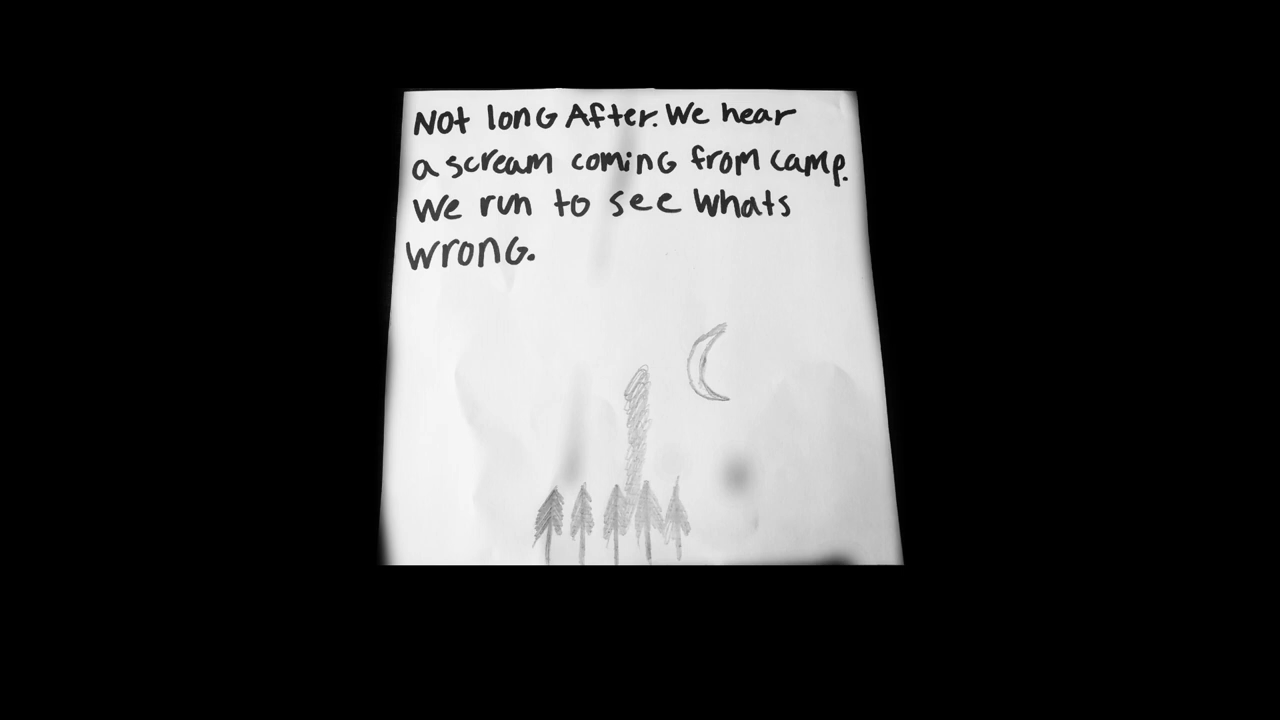 Not long After. We hear
a scream coming from camp.
We run to see whats
wrong.